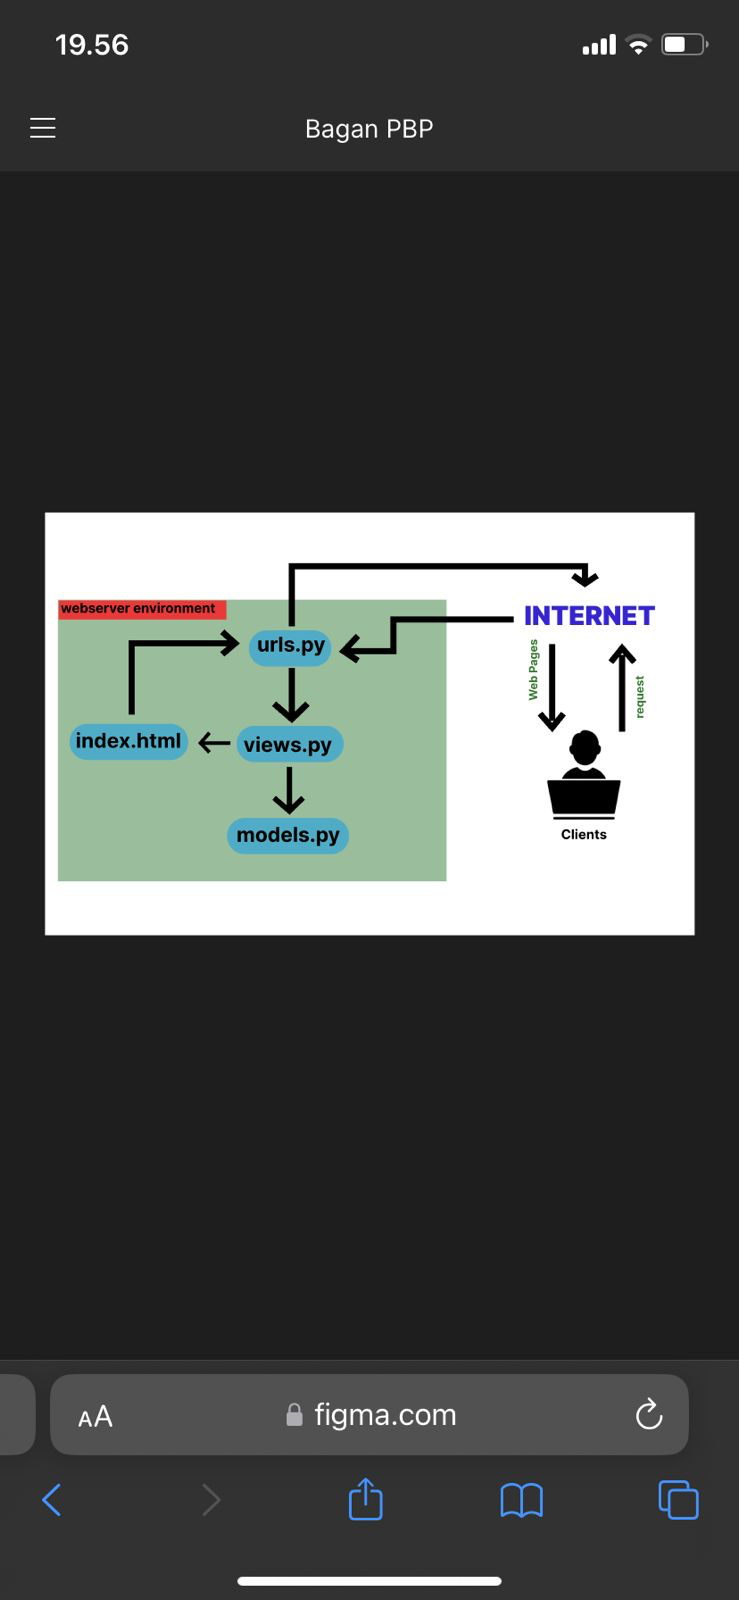 19.56
Bagan PBP
webserver environment
INTERNET
urls.py
Web Pages
request
index.html
views.py
models.py
Clients
AA
figma.com